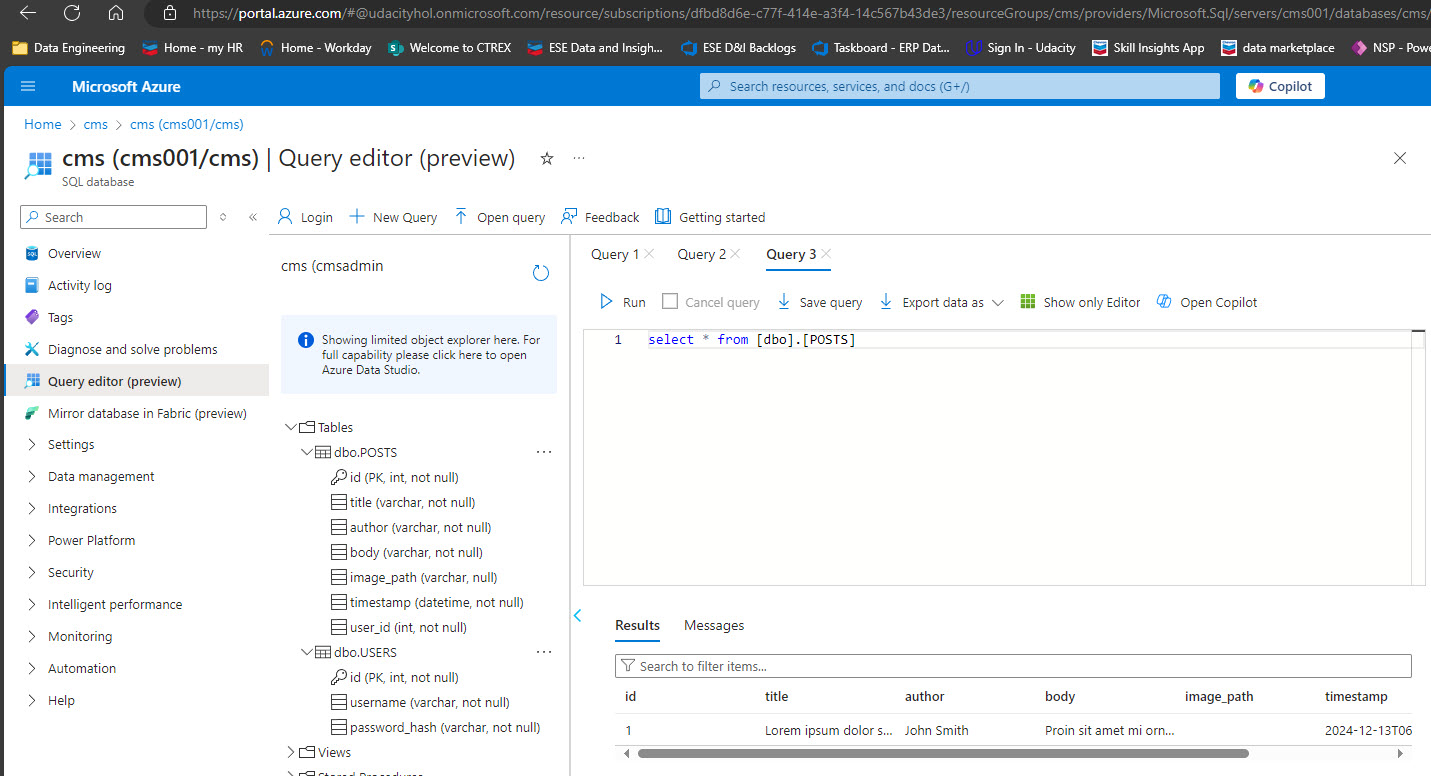 https://portal.azure.com/#@udacityhol.onmicrosoft.com/resource/subscriptions/dfbd8d6e-c77f-414e-a3f4-14c567b43de3/resourceGroups/cms/providers/Microsoft.Sql/servers/cms001/databases/cms/
Data Engineering Home - my HR Home - Workday Welcome to CTREX ESE Data and Insigh... ESE D&I Backlogs Taskboard - ERP Dat... Sign In - Udacity Skill Insights App data marketplace NSP - Powe
Microsoft Azure Search resources, services, and docs (G+/) Copilot
Home > cms > cms (cms001/cms)
cms (cms001/cms) | Query editor (preview) ...
SQL database
Search
Overview
Activity log
Tags
Diagnose and solve problems
Query editor (preview)
Mirror database in Fabric (preview)
Settings
Data management
Integrations
Power Platform
Security
Intelligent performance
Monitoring
Automation
Help
Login New Query Open query Feedback Getting started
cms (cmsadmin
Showing limited object explorer here. For
full capability please click here to open
Azure Data Studio.
Tables
dbo.POSTS ...
id (PK, int, not null)
title (varchar, not null)
author (varchar, not null)
body (varchar, not null)
image_path (varchar, null)
timestamp (datetime, not null)
user_id (int, not null)
dbo.USERS ...
id (PK, int, not null)
username (varchar, not null)
password_hash (varchar, not null)
Views
Stored Procedures
Query 1 Query 2 Query 3
Run Cancel query Save query Export data as Show only Editor Open Copilot
1 select * from [dbo].[POSTS]
Results Messages
Search to filter items...
id title author body image_path timestamp
1 Lorem ipsum dolor s... John Smith Proin sit amet mi orn... 2024-12-13T06